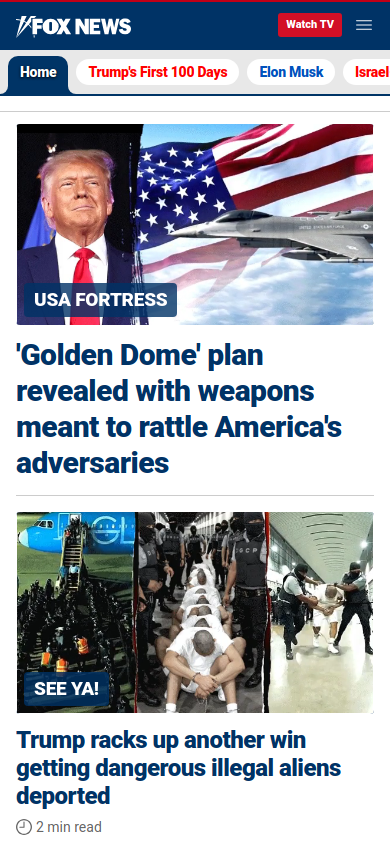 FOX NEWS
Watch TV
Home
Trump's First 100 Days
Elon Musk
Israel
USA FORTRESS
'Golden Dome' plan
revealed with weapons
meant to rattle America's
adversaries
GL
SEE YA!
Trump racks up another win
getting dangerous illegal aliens
deported
2 min read